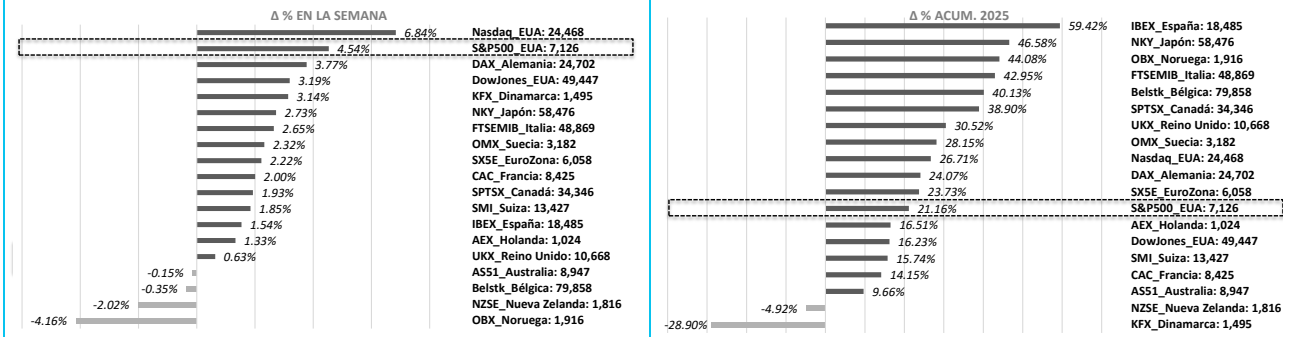 Δ % EN LA SEMANA
6.84% Nasdaq_EUA: 24,468
4.54% S&P500_EUA: 7,126
3.77% DAX_Alemania: 24,702
3.19% DowJones_EUA: 49,447
3.14% KFX_Dinamarca: 1,495
2.73% NKY_Japón: 58,476
2.65% FTSEMIB_Italia: 48,869
2.32% OMX_Suecia: 3,182
2.22% SX5E_EuroZona: 6,058
2.00% CAC_Francia: 8,425
1.93% SPTSX_Canadá: 34,346
1.85% SMI_Suiza: 13,427
1.54% IBEX_España: 18,485
1.33% AEX_Holanda: 1,024
0.63% UKX_Reino Unido: 10,668
-0.15% AS51_Australia: 8,947
-0.35% Belstk_Bélgica: 79,858
-2.02% NZSE_Nueva Zelanda: 1,816
-4.16% OBX_Noruega: 1,916
Δ % ACUM. 2025
59.42% IBEX_España: 18,485
46.58% NKY_Japón: 58,476
44.08% OBX_Noruega: 1,916
42.95% FTSEMIB_Italia: 48,869
40.13% Belstk_Bélgica: 79,858
38.90% SPTSX_Canadá: 34,346
30.52% UKX_Reino Unido: 10,668
28.15% OMX_Suecia: 3,182
26.71% Nasdaq_EUA: 24,468
24.07% DAX_Alemania: 24,702
23.73% SX5E_EuroZona: 6,058
21.16% S&P500_EUA: 7,126
16.51% AEX_Holanda: 1,024
16.23% DowJones_EUA: 49,447
15.74% SMI_Suiza: 13,427
14.15% CAC_Francia: 8,425
9.66% AS51_Australia: 8,947
-4.92% NZSE_Nueva Zelanda: 1,816
-28.90% KFX_Dinamarca: 1,495